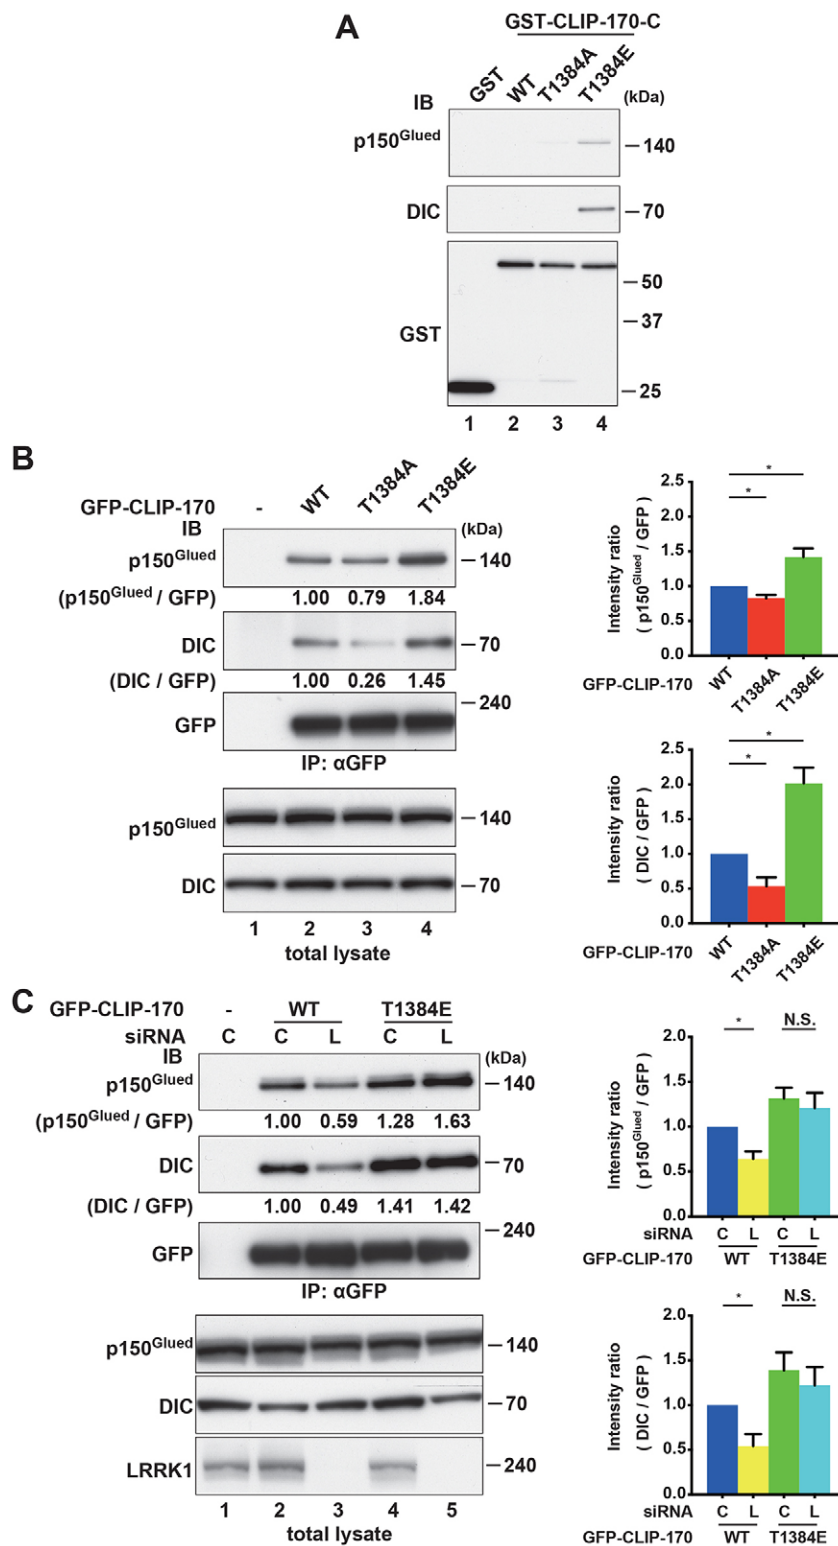 A
GST-CLIP-170-C
GST WT T1384A T1384E
IB (kDa)
p150Glued 140
DIC 70
50
37
GST
25
1 2 3 4
B
GFP-CLIP-170 - WT T1384A T1384E
IB (kDa)
p150Glued 140
(p150Glued / GFP) 1.00 0.79 1.84
DIC 70
(DIC / GFP) 1.00 0.26 1.45
240
GFP
IP: αGFP
p150Glued 140
DIC 70
1 2 3 4
total lysate
Intensity ratio
( p150Glued / GFP )
2.5
2.0
1.5
1.0
0.5
0.0
* *
GFP-CLIP-170 WT T1384A T1384E
Intensity ratio
( DIC / GFP )
2.5
2.0
1.5
1.0
0.5
0.0
* *
GFP-CLIP-170 WT T1384A T1384E
C
GFP-CLIP-170 - WT T1384E
siRNA C C L C L
IB (kDa)
p150Glued 140
(p150Glued / GFP) 1.00 0.59 1.28 1.63
DIC 70
(DIC / GFP) 1.00 0.49 1.41 1.42
240
GFP
IP: αGFP
p150Glued 140
DIC 70
LRRK1 240
1 2 3 4 5
total lysate
Intensity ratio
( p150Glued / GFP )
2.0
1.5
1.0
0.5
0.0
* N.S.
siRNA C L C L
GFP-CLIP-170 WT T1384E
Intensity ratio
( DIC / GFP )
2.0
1.5
1.0
0.5
0.0
* N.S.
siRNA C L C L
GFP-CLIP-170 WT T1384E